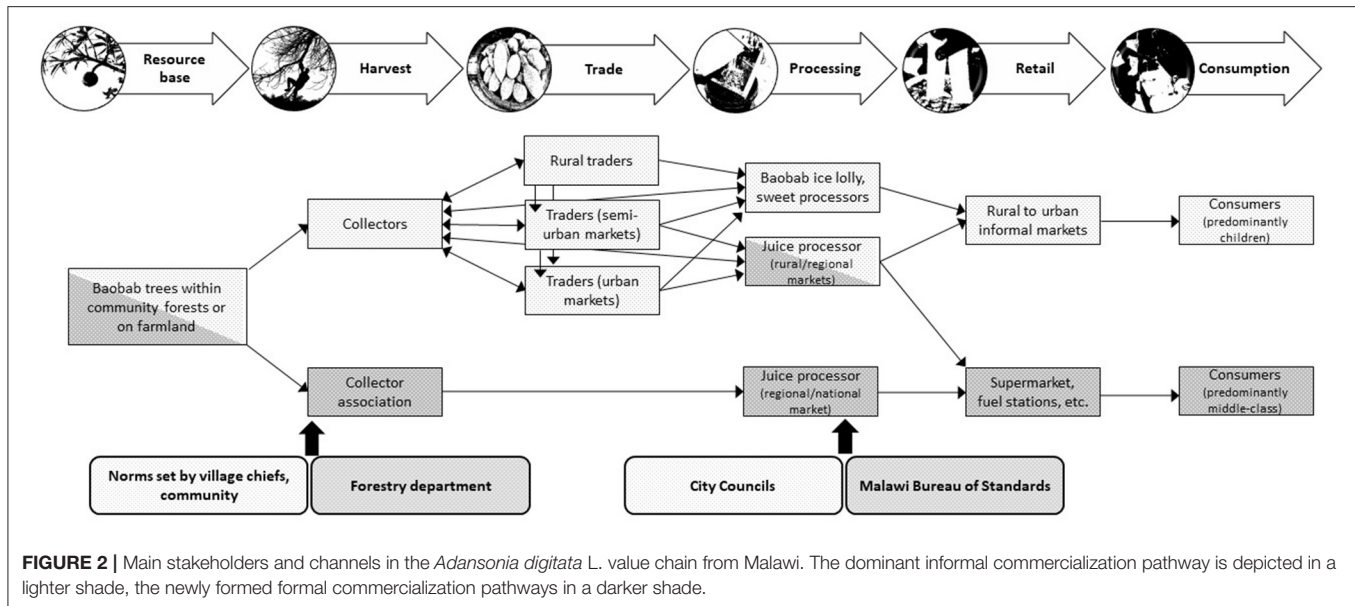 Resource
base
Harvest
Trade
Processing
Retail
Consumption
Rural traders
Collectors
Traders (semi-
urban markets)
Traders (urban
markets)
Baobab ice lolly,
sweet processors
Juice processor
(rural/regional
markets)
Rural to urban
informal markets
Consumers
(predominantly
children)
Baobab trees within
community forests or
on farmland
Collector
association
Juice processor
(regional/national
market)
Supermarket,
fuel stations, etc.
Consumers
(predominantly
middle-class)
Norms set by village chiefs,
community
Forestry department
City Councils
Malawi Bureau of Standards
FIGURE 2 | Main stakeholders and channels in the Adansonia digitata L. value chain from Malawi. The dominant informal commercialization pathway is depicted in a
lighter shade, the newly formed formal commercialization pathways in a darker shade.